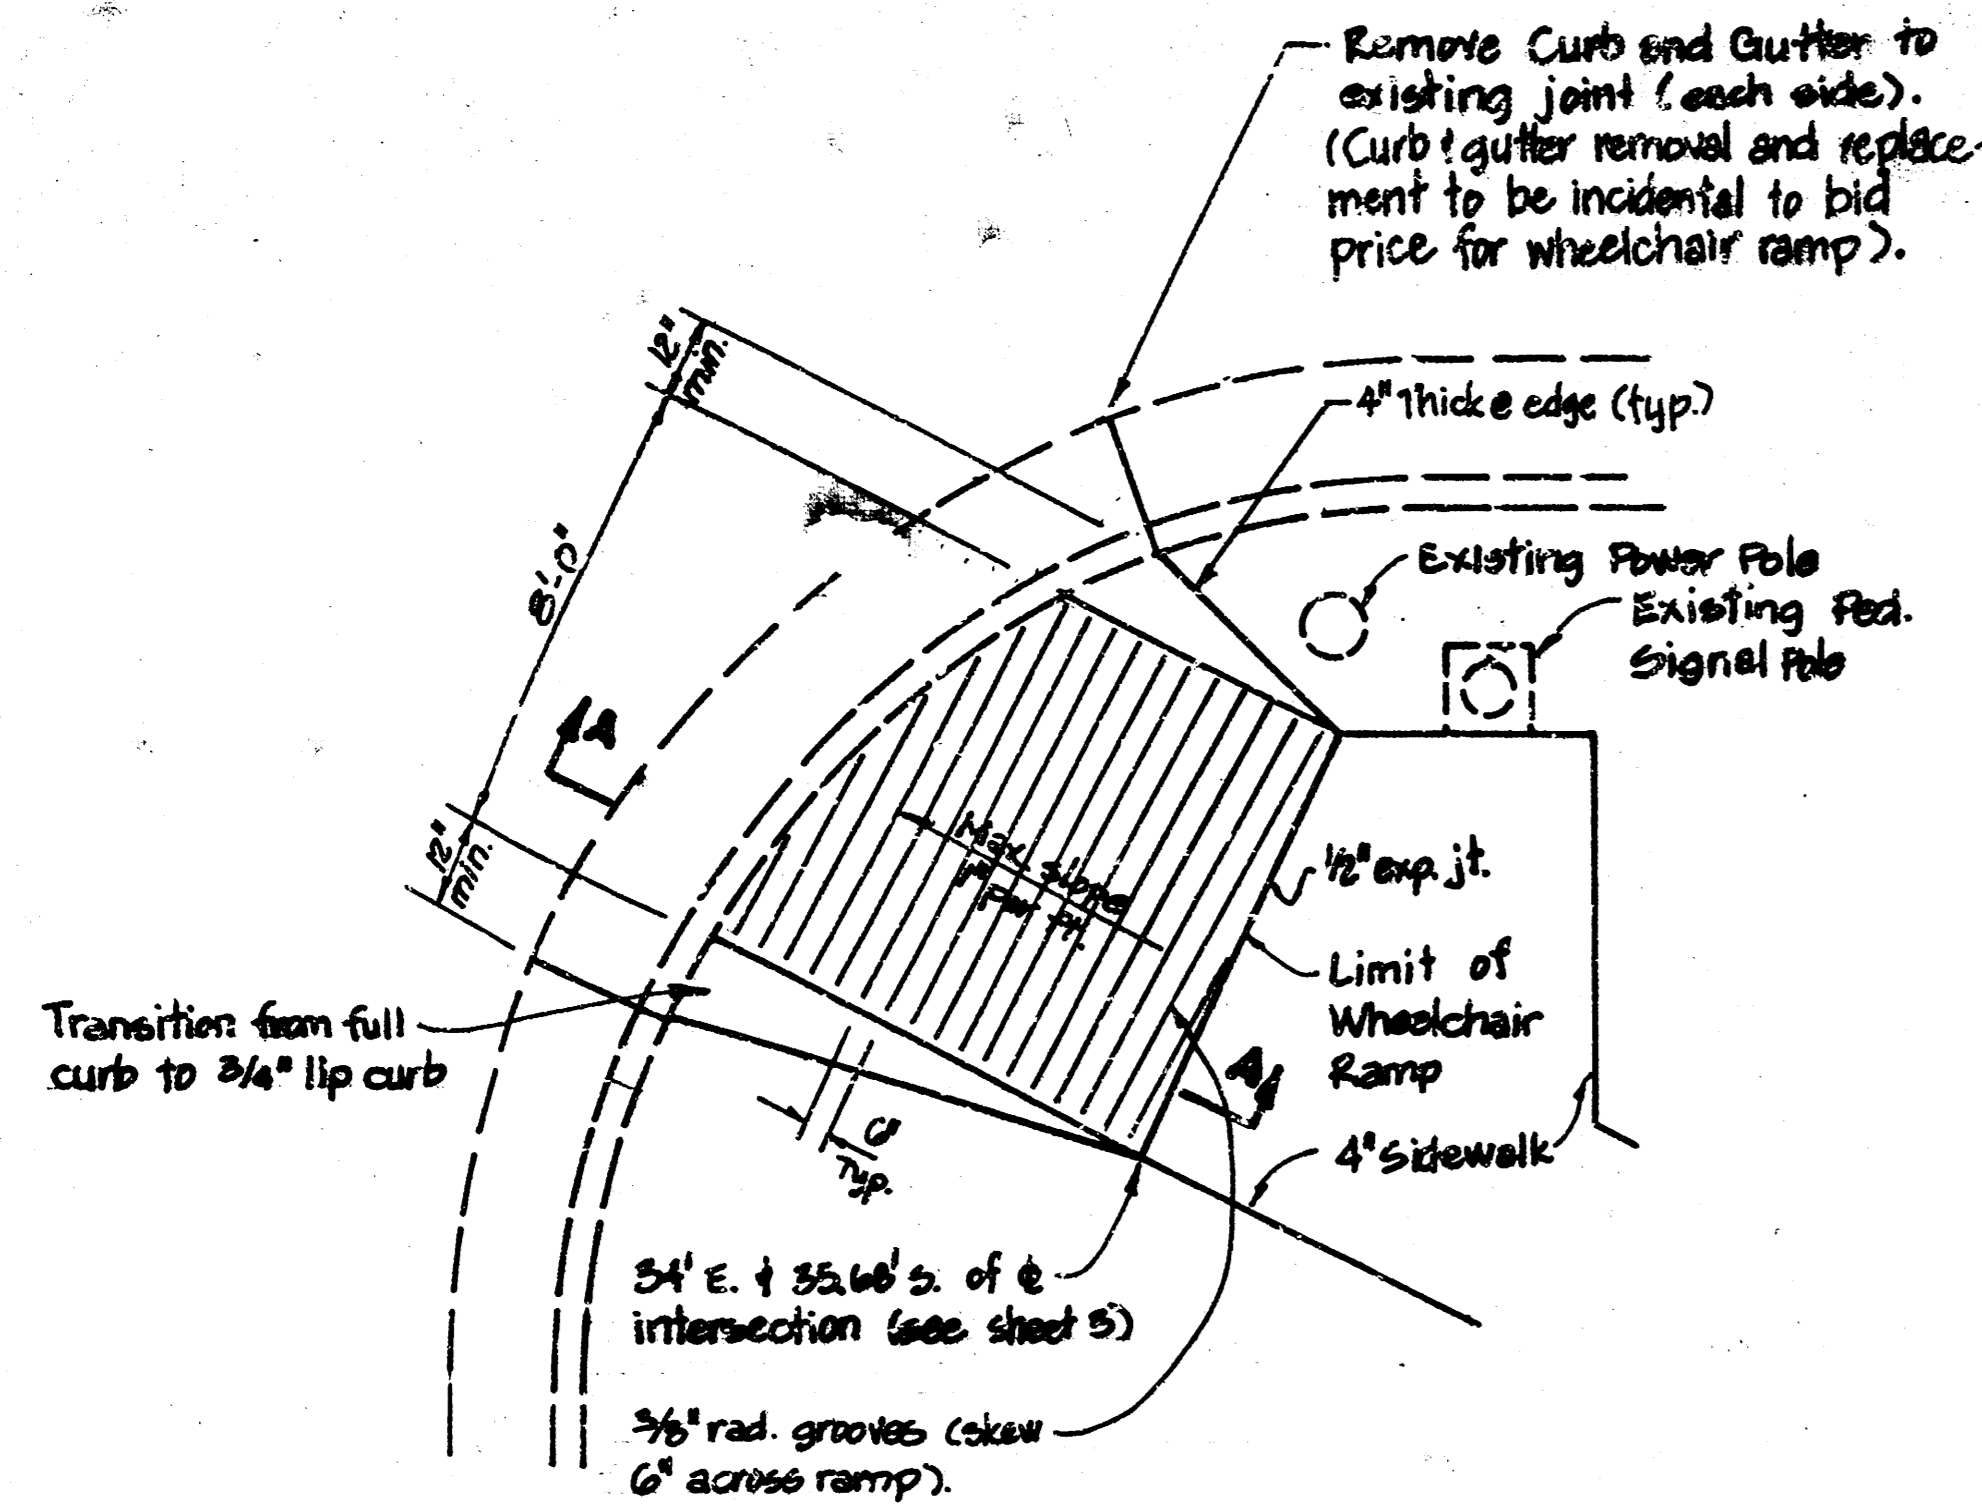 Remove Curb and Gutter to
existing joint (each side).
(Curb & gutter removal and replace-
ment to be incidental to bid
price for wheelchair ramp).
12"
min.
4" Thick @ edge (typ.)
8'-0"
Existing Power Pole
Existing Ped.
Signal Pole
A
12"
min.
Max Slope
1" per ft.
1/2" exp. jt.
Limit of
Wheelchair
Ramp
Transition from full
curb to 3/4" lip curb
A
6"
Typ.
4" Sidewalk
34' E. & 35.68' S. of ℄
intersection (see sheet 3)
3/8" rad. grooves (skew
6" across ramp).